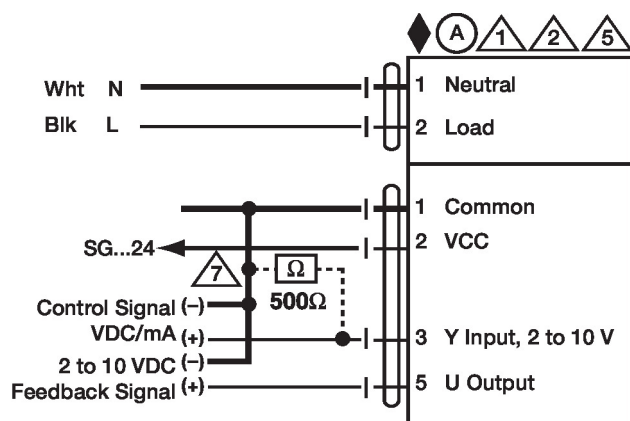 A 1 2 5
Wht N 1 Neutral
Blk L 2 Load
1 Common
SG...24 2 VCC
7 Ω
500Ω
Control Signal (–)
VDC/mA (+) 3 Y Input, 2 to 10 V
2 to 10 VDC (–)
Feedback Signal (+) 5 U Output